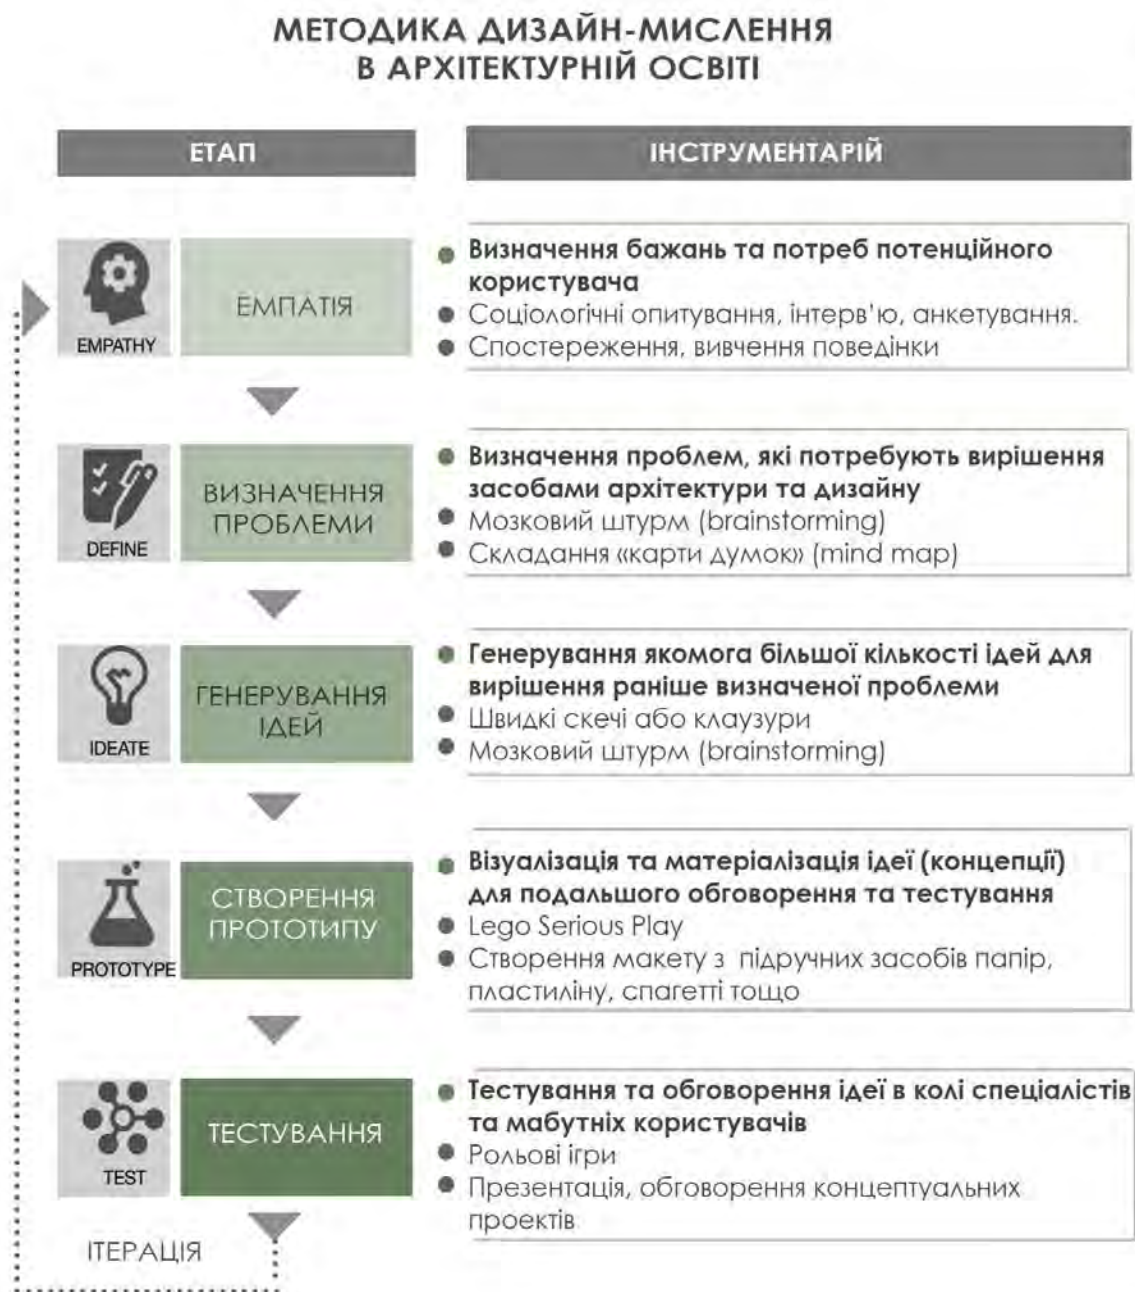 МЕТОДИКА ДИЗАЙН-МИСЛЕННЯ
В АРХІТЕКТУРНІЙ ОСВІТІ
ЕТАП
ІНСТРУМЕНТАРІЙ
EMPATHY
ЕМПАТІЯ
Визначення бажань та потреб потенційного
користувача
Соціологічні опитування, інтерв'ю, анкетування.
Спостереження, вивчення поведінки
DEFINE
ВИЗНАЧЕННЯ
ПРОБЛЕМИ
Визначення проблем, які потребують вирішення
засобами архітектури та дизайну
Мозковий штурм (brainstorming)
Складання «карти думок» (mind map)
IDEATE
ГЕНЕРУВАННЯ
ІДЕЙ
Генерування якомога більшої кількості ідей для
вирішення раніше визначеної проблеми
Швидкі скечі або клаузури
Мозковий штурм (brainstorming)
PROTOTYPE
СТВОРЕННЯ
ПРОТОТИПУ
Візуалізація та матеріалізація ідеї (концепції)
для подальшого обговорення та тестування
Lego Serious Play
Створення макету з підручних засобів папір,
пластиліну, спагетті тощо
TEST
ТЕСТУВАННЯ
Тестування та обговорення ідеї в колі спеціалістів
та мабутніх користувачів
Рольові ігри
Презентація, обговорення концептуальних
проектів
ІТЕРАЦІЯ